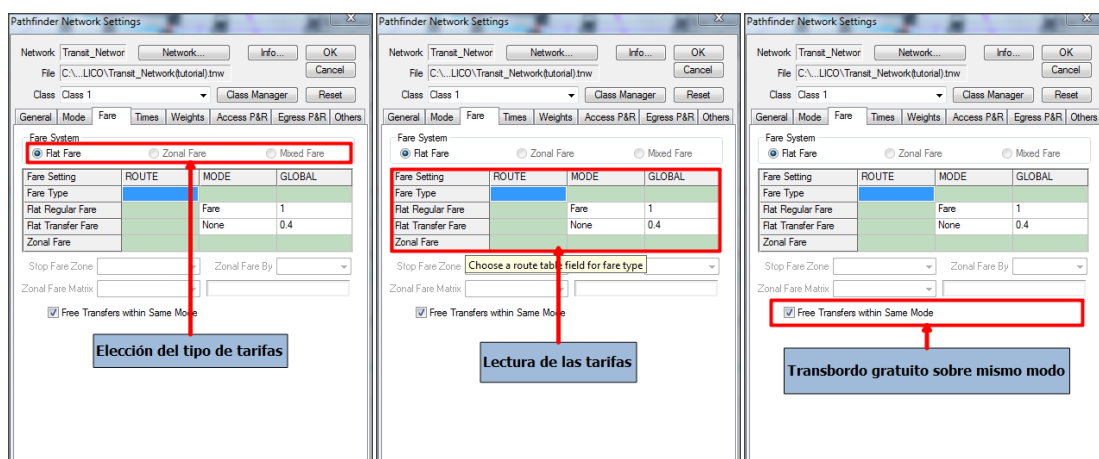 Pathfinder Network Settings
Network Transit_Networ Network... Info... OK
File C:\...LICO\Transit_Network(tutorial).tnw Cancel
Class Class 1 Class Manager Reset
General Mode Fare Times Weights Access P&R Egress P&R Others
Fare System
Flat Fare Zonal Fare Mixed Fare
Fare Setting ROUTE MODE GLOBAL
Fare Type
Flat Regular Fare Fare 1
Flat Transfer Fare None 0.4
Zonal Fare
Stop Fare Zone Zonal Fare By
Zonal Fare Matrix
Free Transfers within Same Mode
Elección del tipo de tarifas
Pathfinder Network Settings
Network Transit_Networ Network... Info... OK
File C:\...LICO\Transit_Network(tutorial).tnw Cancel
Class Class 1 Class Manager Reset
General Mode Fare Times Weights Access P&R Egress P&R Others
Fare System
Flat Fare Zonal Fare Mixed Fare
Fare Setting ROUTE MODE GLOBAL
Fare Type
Flat Regular Fare Fare 1
Flat Transfer Fare None 0.4
Zonal Fare
Stop Fare Zone Choose a route table field for fare type
Zonal Fare Matrix
Free Transfers within Same Mode
Lectura de las tarifas
Pathfinder Network Settings
Network Transit_Networ Network... Info... OK
File C:\...LICO\Transit_Network(tutorial).tnw Cancel
Class Class 1 Class Manager Reset
General Mode Fare Times Weights Access P&R Egress P&R Others
Fare System
Flat Fare Zonal Fare Mixed Fare
Fare Setting ROUTE MODE GLOBAL
Fare Type
Flat Regular Fare Fare 1
Flat Transfer Fare None 0.4
Zonal Fare
Stop Fare Zone Zonal Fare By
Zonal Fare Matrix
Free Transfers within Same Mode
Transbordo gratuito sobre mismo modo